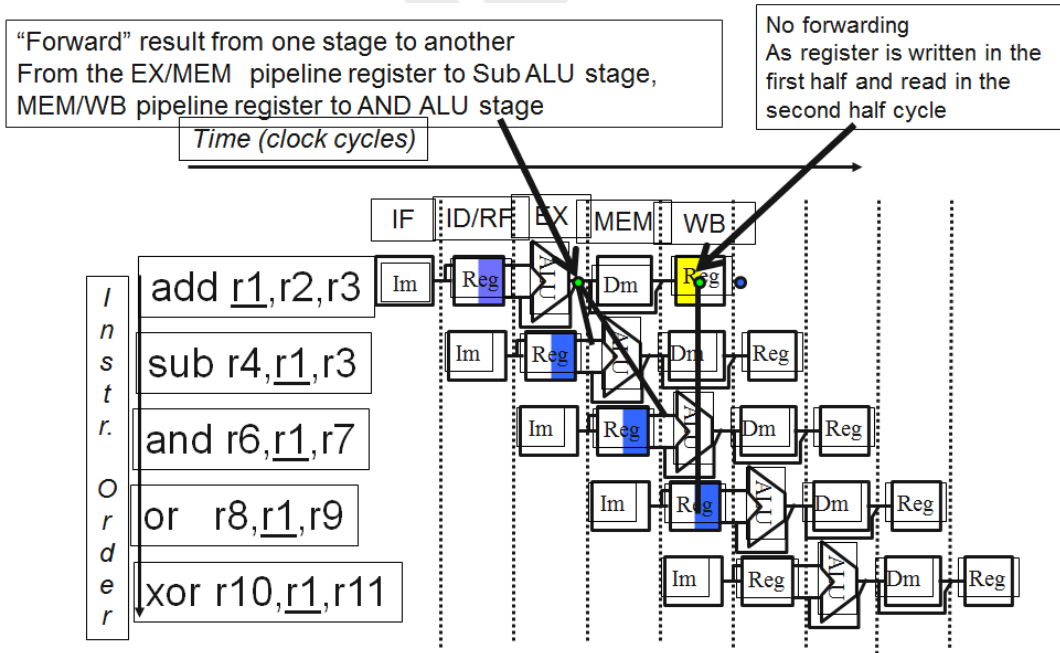 “Forward” result from one stage to another
From the EX/MEM pipeline register to Sub ALU stage,
MEM/WB pipeline register to AND ALU stage
No forwarding
As register is written in the
first half and read in the
second half cycle
Time (clock cycles)
IF ID/RF EX MEM WB
Instr. Order
add r1,r2,r3 Im Reg ALU Dm Reg
sub r4,r1,r3 Im Reg ALU Dm Reg
and r6,r1,r7 Im Reg ALU Dm Reg
or r8,r1,r9 Im Reg ALU Dm Reg
xor r10,r1,r11 Im Reg ALU Dm Reg